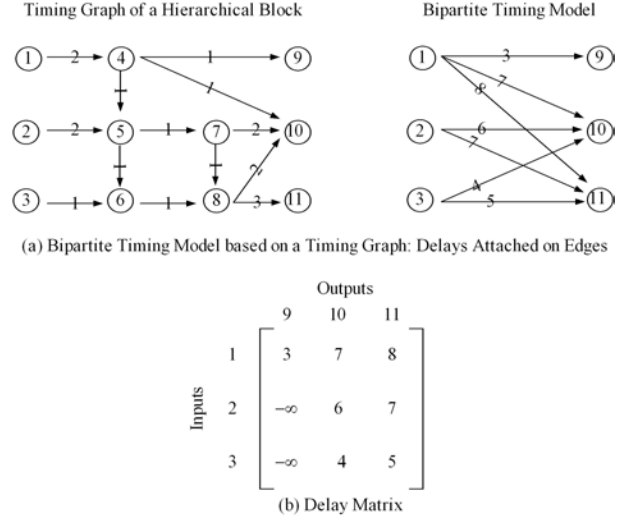 Timing Graph of a Hierarchical Block
Bipartite Timing Model
1 2 4 1 9
1 3 9
1 1
7 8
2 2 5 1 7 2 10
2 6 10
1 1 2
7 4
3 1 6 1 8 3 11
3 5 11
(a) Bipartite Timing Model based on a Timing Graph: Delays Attached on Edges
Outputs
9 10 11
1 3 7 8
Inputs
2 −∞ 6 7
3 −∞ 4 5
(b) Delay Matrix